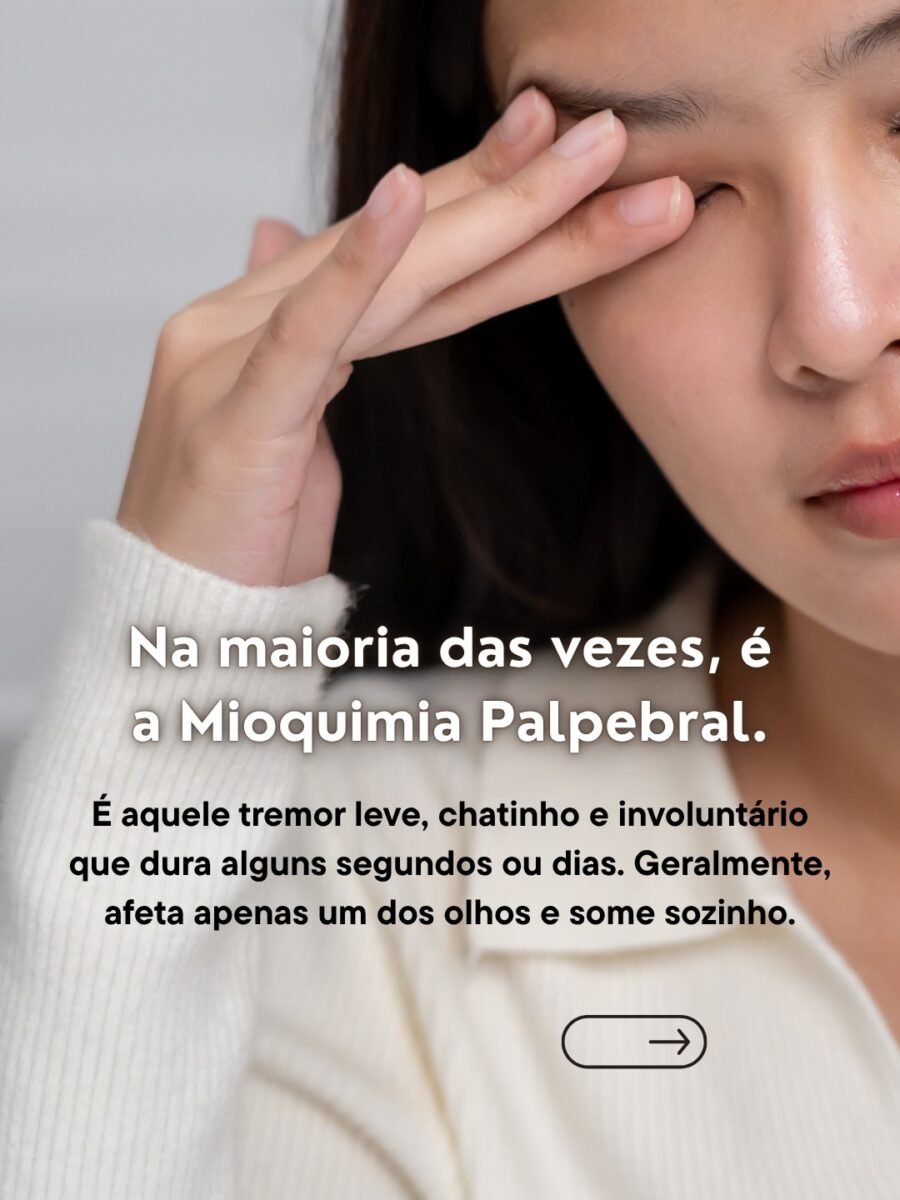 Na maioria das vezes, é
a Mioquimia Palpebral.
É aquele tremor leve, chatinho e involuntário
que dura alguns segundos ou dias. Geralmente,
afeta apenas um dos olhos e some sozinho.